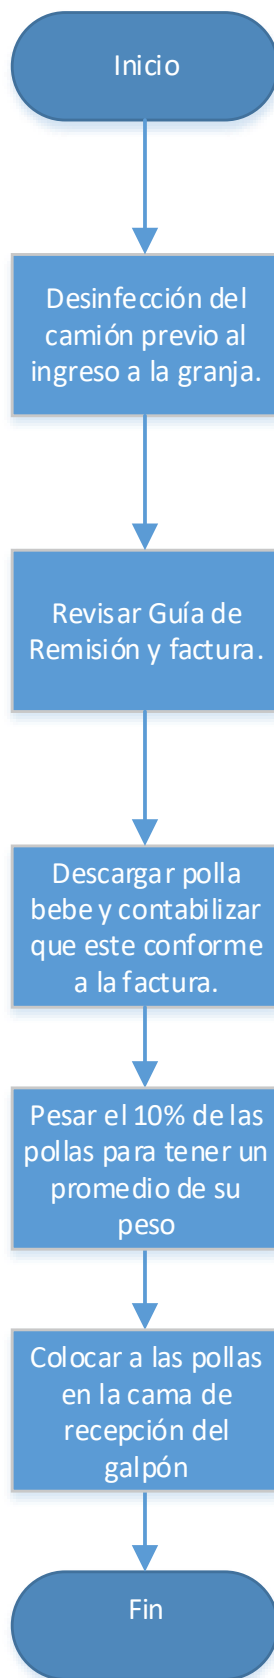 Inicio
Desinfección del
camión previo al
ingreso a la granja.
Revisar Guía de
Remisión y factura.
Descargar polla
bebe y contabilizar
que este conforme
a la factura.
Pesar el 10% de las
pollas para tener un
promedio de su
peso
Colocar a las pollas
en la cama de
recepción del
galpón
Fin